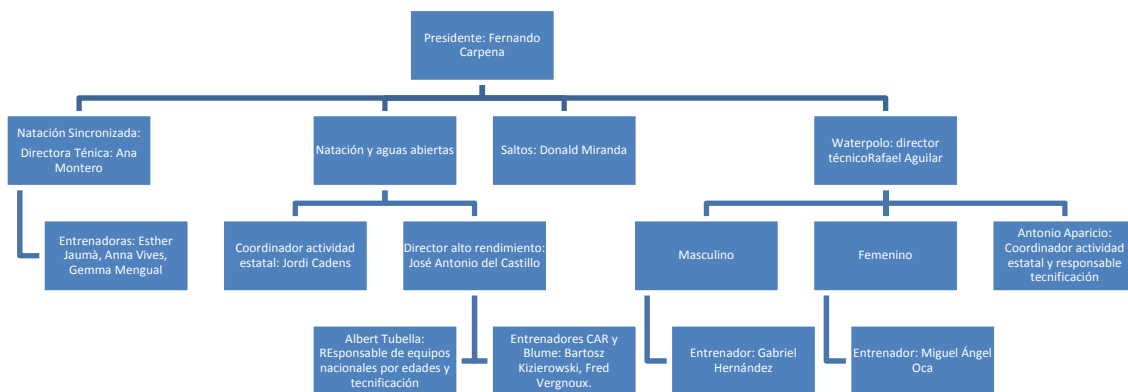 Presidente: Fernando
Carpena
Natación Sincronizada:
Directora Ténica: Ana
Montero
Natación y aguas abiertas
Saltos: Donald Miranda
Waterpolo: director
técnicoRafael Aguilar
Entrenadoras: Esther
Jaumà, Anna Vives,
Gemma Mengual
Coordinador actividad
estatal: Jordi Cadens
Director alto rendimiento:
José Antonio del Castillo
Masculino
Femenino
Antonio Aparicio:
Coordinador actividad
estatal y responsable
tecnificación
Albert Tubella:
REsponsable de equipos
nacionales por edades y
tecnificación
Entrenadores CAR y
Blume: Bartosz
Kizierowski, Fred
Vergnoux.
Entrenador: Gabriel
Hernández
Entrenador: Miguel Ángel
Oca